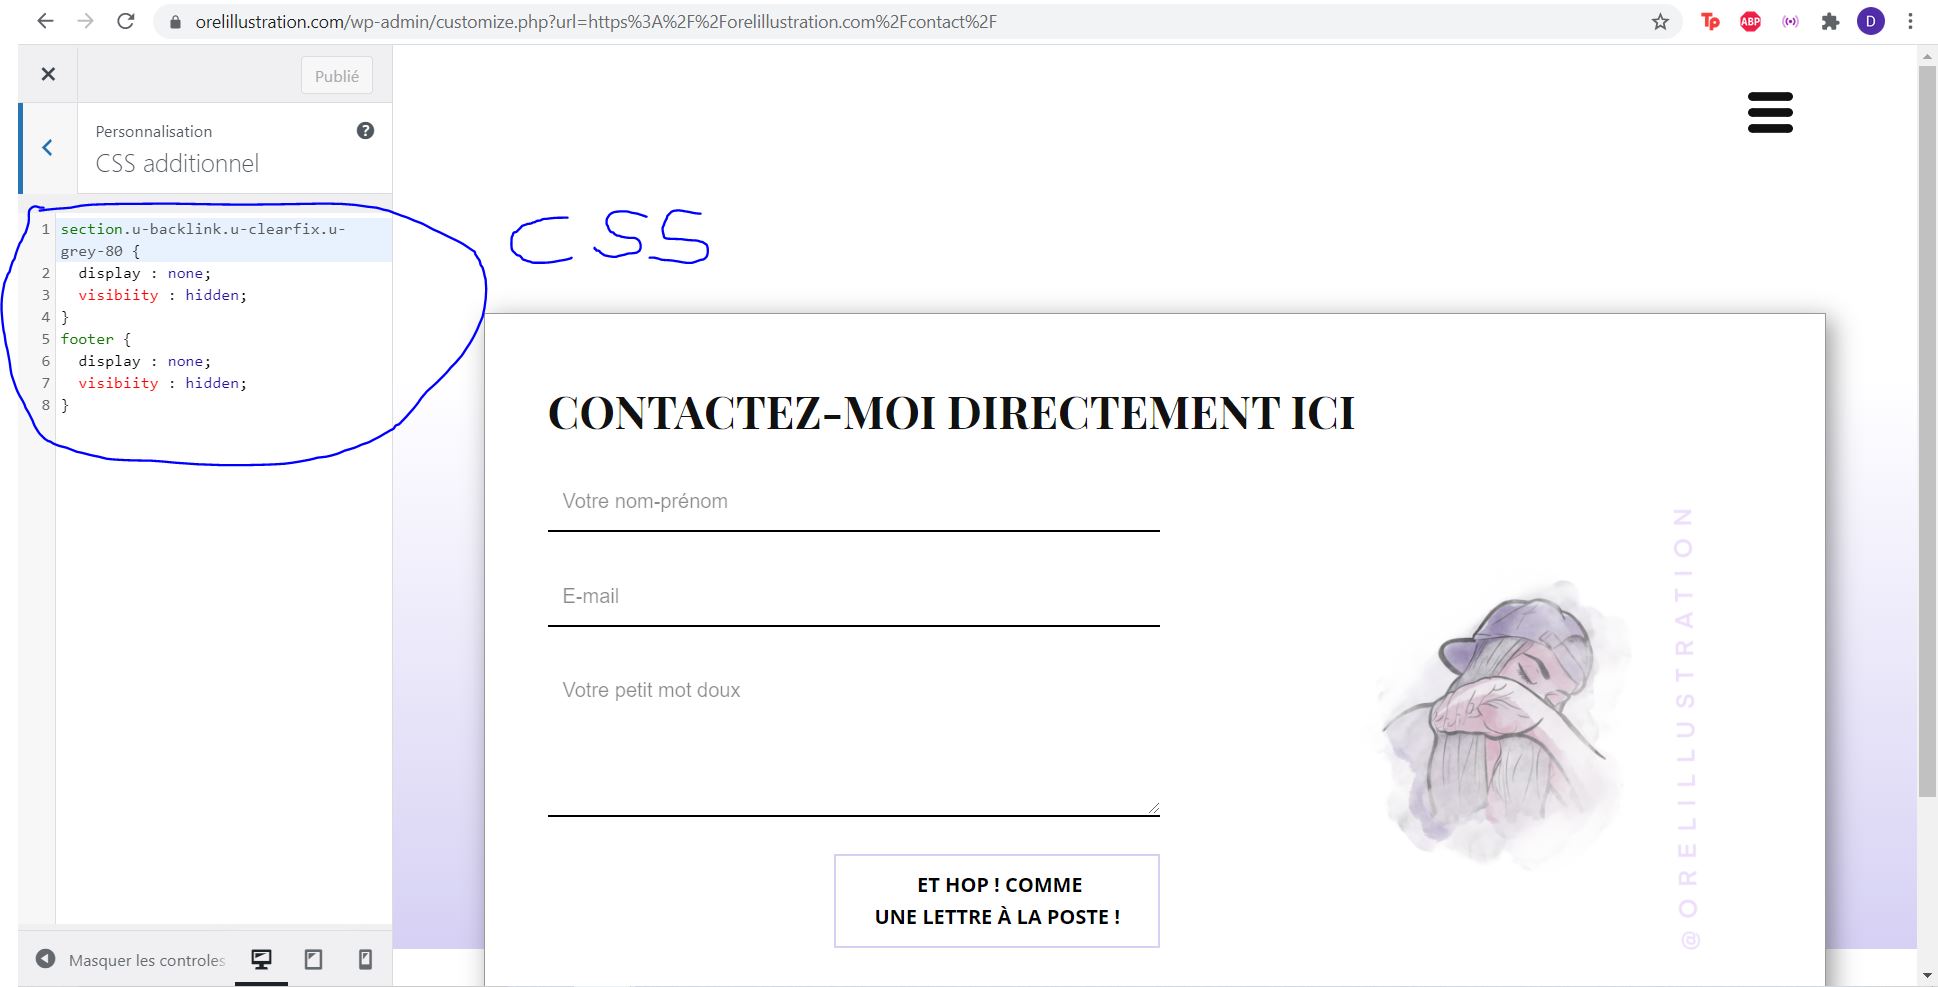 orelillustration.com/wp-admin/customize.php?url=https%3A%2F%2Forelillustration.com%2Fcontact%2F
Tp
ABP
D
Publié
Personnalisation
?
CSS additionnel
CSS
1 section.u-backlink.u-clearfix.u-
grey-80 {
2 display : none;
3 visibiity : hidden;
4 }
5 footer {
6 display : none;
7 visibiity : hidden;
8 }
CONTACTEZ-MOI DIRECTEMENT ICI
Votre nom-prénom
E-mail
Votre petit mot doux
ET HOP ! COMME
UNE LETTRE À LA POSTE !
@ORELILLUSTRATION
Masquer les controles